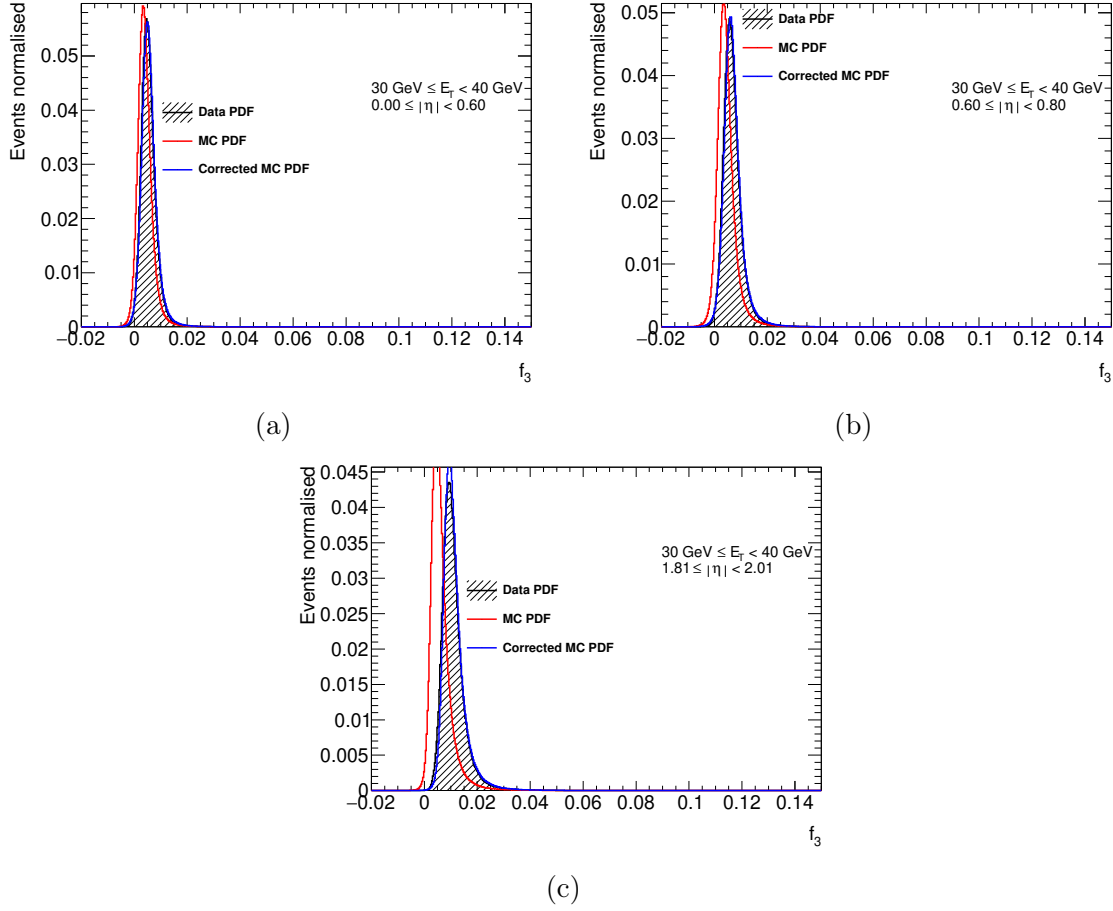 Events normalised
0.05
0.04
0.03
0.02
0.01
0
30 GeV ≤ E_T < 40 GeV
0.00 ≤ |η| < 0.60
Data PDF
MC PDF
Corrected MC PDF
−0.02 0 0.02 0.04 0.06 0.08 0.1 0.12 0.14
f_3
(a)
Events normalised
0.05
0.04
0.03
0.02
0.01
0
Data PDF
MC PDF
Corrected MC PDF
30 GeV ≤ E_T < 40 GeV
0.60 ≤ |η| < 0.80
−0.02 0 0.02 0.04 0.06 0.08 0.1 0.12 0.14
f_3
(b)
Events normalised
0.045
0.04
0.035
0.03
0.025
0.02
0.015
0.01
0.005
0
30 GeV ≤ E_T < 40 GeV
1.81 ≤ |η| < 2.01
Data PDF
MC PDF
Corrected MC PDF
−0.02 0 0.02 0.04 0.06 0.08 0.1 0.12 0.14
f_3
(c)